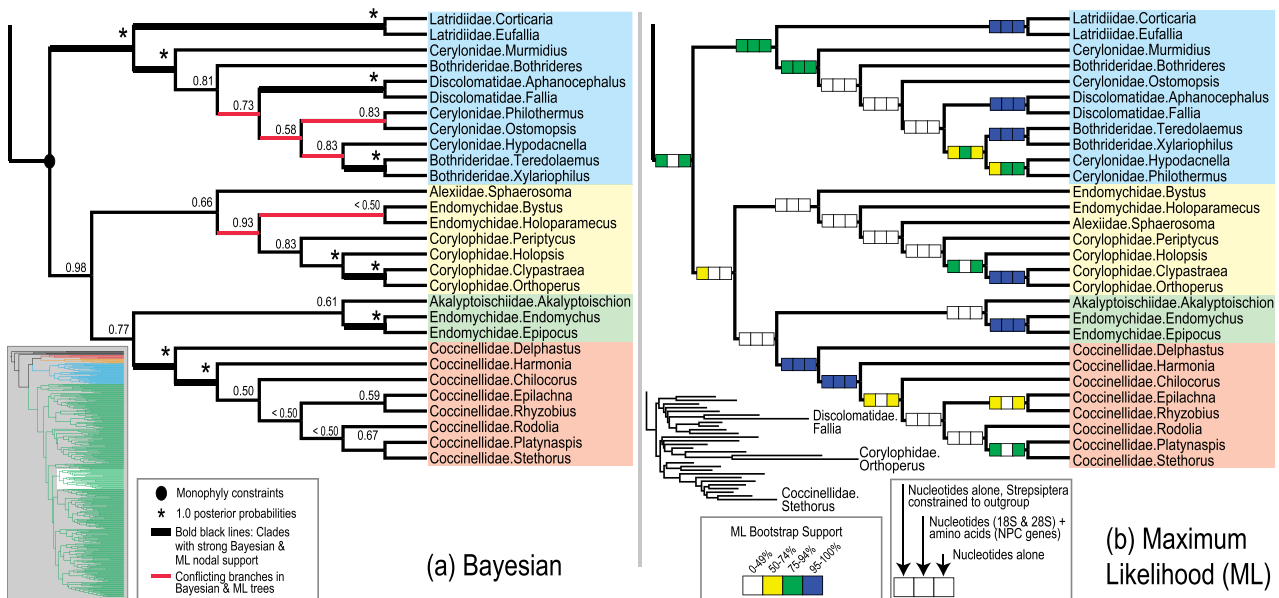 *
Latridiidae.Corticaria
*
Latridiidae.Eufallia
*
Cerylonidae.Murmidius
0.81
Bothrideridae.Bothrideres
*
Discolomatidae.Aphanocephalus
0.73
Discolomatidae.Fallia
0.83
Cerylonidae.Philothermus
0.58
Cerylonidae.Ostomopsis
0.83
Cerylonidae.Hypodacnella
*
Bothrideridae.Teredolaemus
Bothrideridae.Xylariophilus
0.66
Alexiidae.Sphaerosoma
< 0.50
Endomychidae.Bystus
0.93
Endomychidae.Holoparamecus
0.83
Corylophidae.Periptycus
*
Corylophidae.Holopsis
*
Corylophidae.Clypastraea
Corylophidae.Orthoperus
0.98
0.61
Akalyptoischiidae.Akalyptoischion
*
Endomychidae.Endomychus
Endomychidae.Epipocus
0.77
*
Coccinellidae.Delphastus
*
Coccinellidae.Harmonia
0.50
Coccinellidae.Chilocorus
0.59
Coccinellidae.Epilachna
< 0.50
Coccinellidae.Rhyzobius
< 0.50
Coccinellidae.Rodolia
0.67
Coccinellidae.Platynaspis
Coccinellidae.Stethorus
Monophyly constraints
* 1.0 posterior probabilities
Bold black lines: Clades
with strong Bayesian &
ML nodal support
Conflicting branches in
Bayesian & ML trees
(a) Bayesian
Latridiidae.Corticaria
Latridiidae.Eufallia
Cerylonidae.Murmidius
Bothrideridae.Bothrideres
Cerylonidae.Ostomopsis
Discolomatidae.Aphanocephalus
Discolomatidae.Fallia
Bothrideridae.Teredolaemus
Bothrideridae.Xylariophilus
Cerylonidae.Hypodacnella
Cerylonidae.Philothermus
Endomychidae.Bystus
Endomychidae.Holoparamecus
Alexiidae.Sphaerosoma
Corylophidae.Periptycus
Corylophidae.Holopsis
Corylophidae.Clypastraea
Corylophidae.Orthoperus
Akalyptoischiidae.Akalyptoischion
Endomychidae.Endomychus
Endomychidae.Epipocus
Coccinellidae.Delphastus
Coccinellidae.Harmonia
Coccinellidae.Chilocorus
Coccinellidae.Epilachna
Coccinellidae.Rhyzobius
Coccinellidae.Rodolia
Coccinellidae.Platynaspis
Coccinellidae.Stethorus
Discolomatidae.
Fallia
Corylophidae.
Orthoperus
Coccinellidae.
Stethorus
ML Bootstrap Support
0-49%
50-74%
75-94%
95-100%
Nucleotides alone, Strepsiptera
constrained to outgroup
Nucleotides (18S & 28S) +
amino acids (NPC genes)
Nucleotides alone
(b) Maximum
Likelihood (ML)